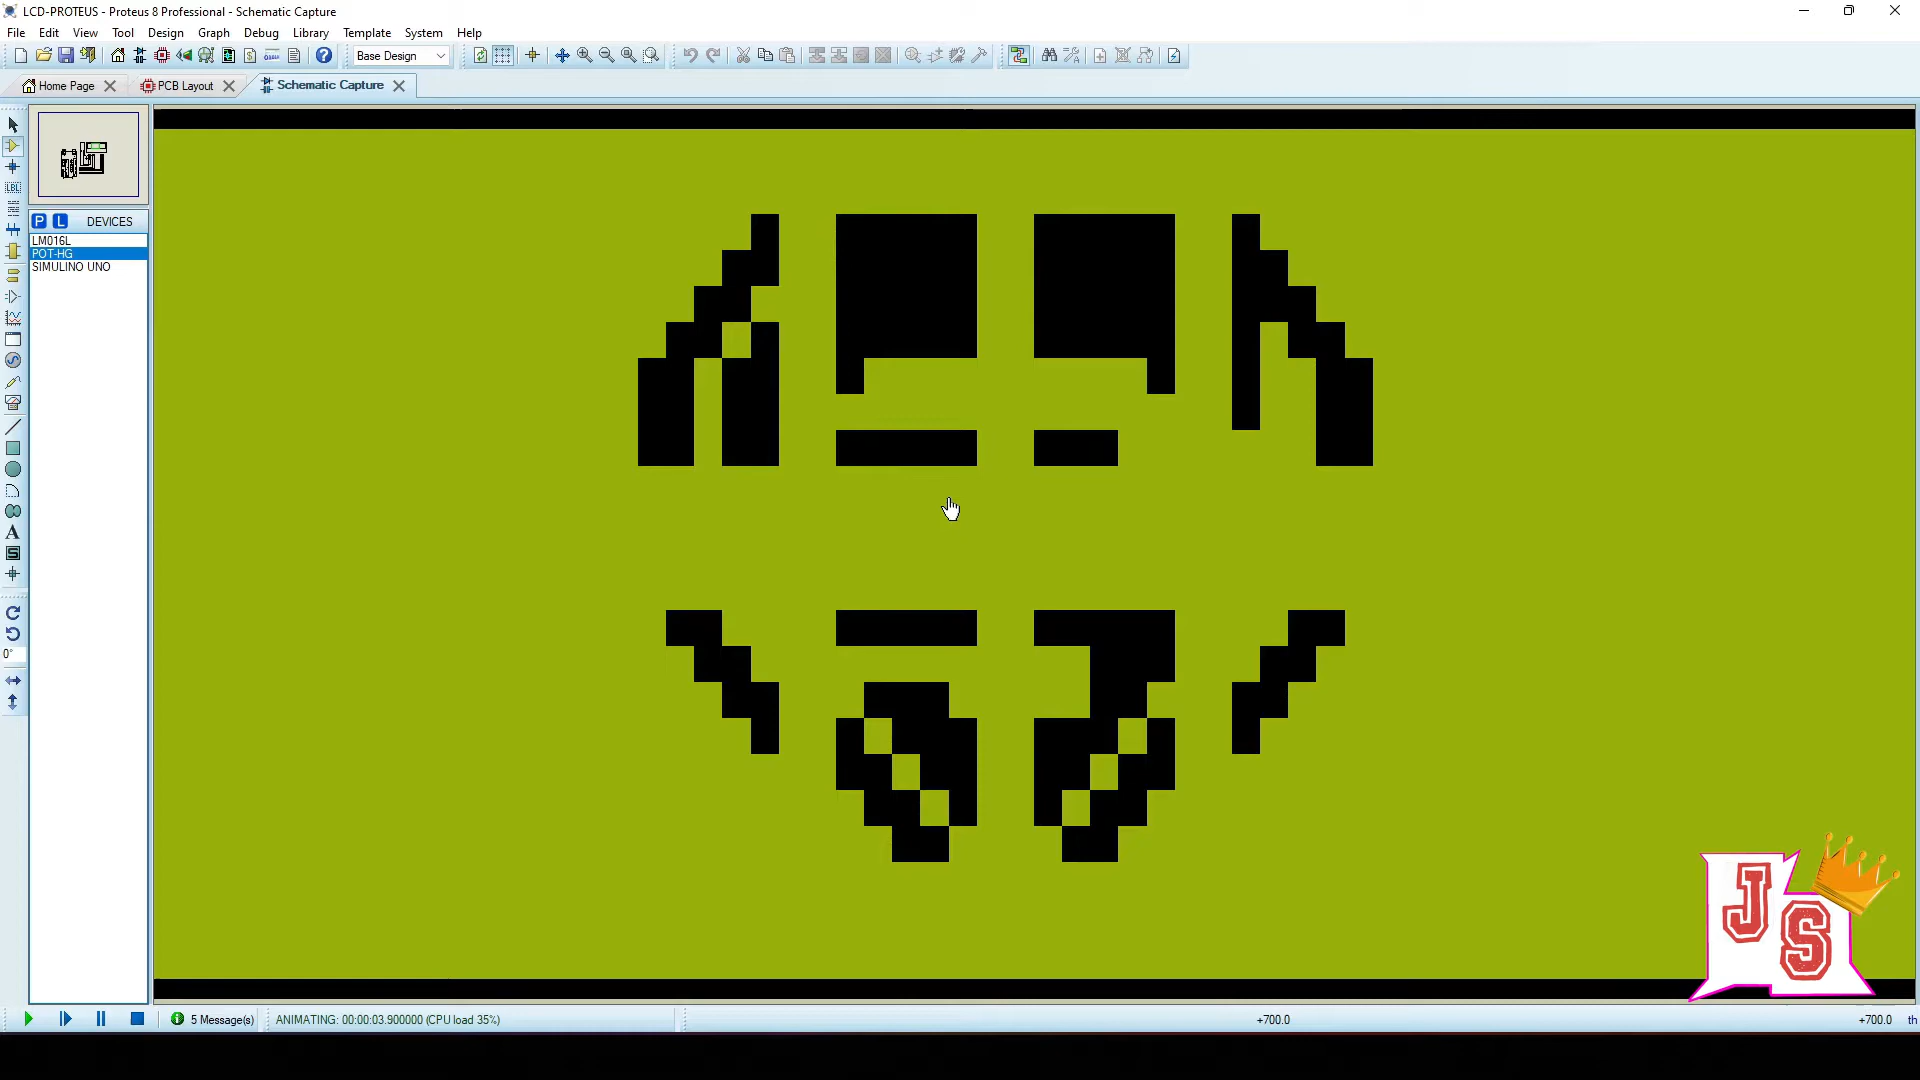 LCD-PROTEUS - Proteus 8 Professional - Schematic Capture
File Edit View Tool Design Graph Debug Library Template System Help
Base Design
Home Page PCB Layout Schematic Capture
P L DEVICES
LM016L
POT-HG
SIMULINO UNO
LBL
A
S
0°
JS
5 Message(s) ANIMATING: 00:00:03.900000 (CPU load 35%) +700.0 +700.0 th